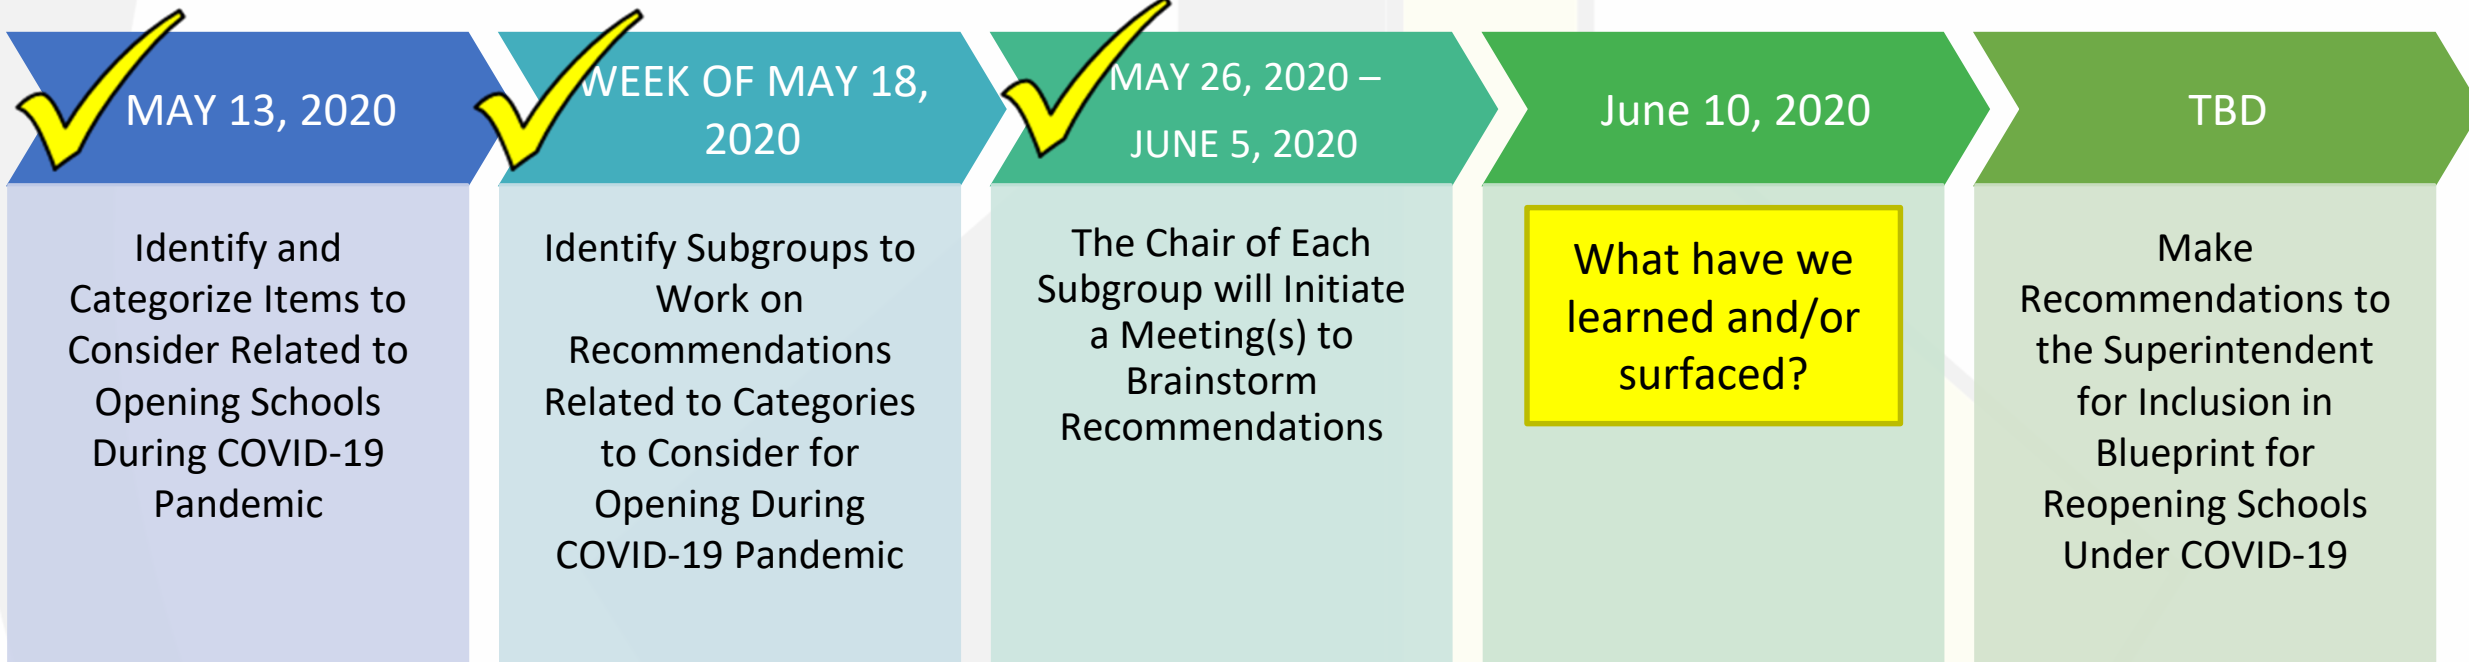 MAY 13, 2020
WEEK OF MAY 18,
2020
MAY 26, 2020 –
JUNE 5, 2020
June 10, 2020
TBD
Identify and
Categorize Items to
Consider Related to
Opening Schools
During COVID-19
Pandemic
Identify Subgroups to
Work on
Recommendations
Related to Categories
to Consider for
Opening During
COVID-19 Pandemic
The Chair of Each
Subgroup will Initiate
a Meeting(s) to
Brainstorm
Recommendations
What have we
learned and/or
surfaced?
Make
Recommendations to
the Superintendent
for Inclusion in
Blueprint for
Reopening Schools
Under COVID-19